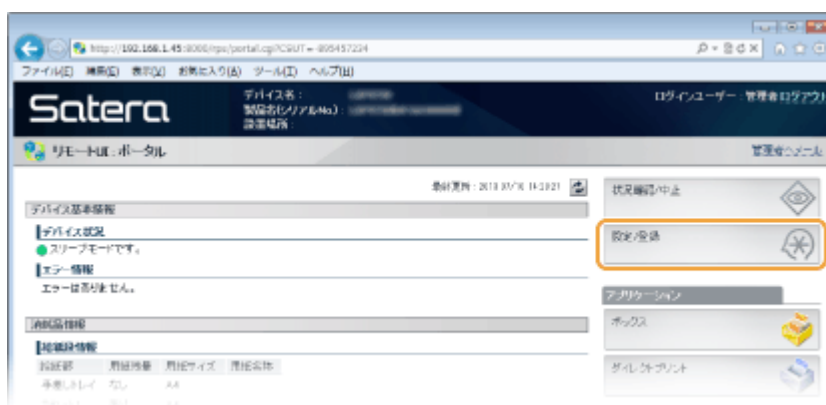 http://192.168.1.45:8000/rps/portal.cgi?CSUT=-895457224
ファイル(E) 編集(E) 表示(V) お気に入り(A) ツール(T) ヘルプ(H)
Satera
デバイス名:
製品名(シリアルNo.):
設置場所:
ログインユーザー: 管理者 ログアウト
リモートUI: ポータル
管理者へメール
最終更新:
デバイス基本情報
デバイス状況
スリープモードです。
エラー情報
エラーはありません。
消耗品情報
給紙段情報
給紙部 用紙残量 用紙サイズ 用紙名称
手差しトレイ なし A4
状況確認/中止
設定/登録
アプリケーション
ボックス
ダイレクトプリント